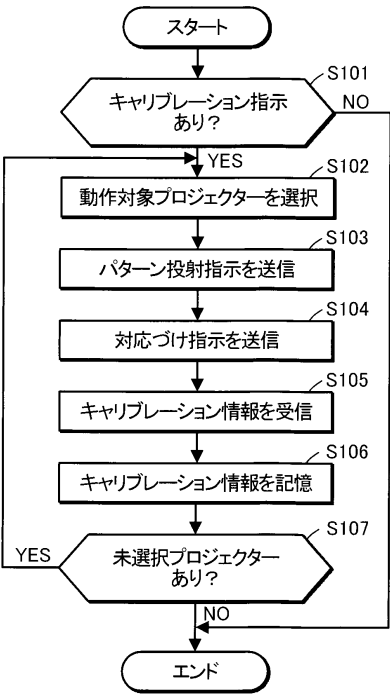 スタート
S101
キャリブレーション指示
あり？
NO
YES
S102
動作対象プロジェクターを選択
S103
パターン投射指示を送信
S104
対応づけ指示を送信
S105
キャリブレーション情報を受信
S106
キャリブレーション情報を記憶
S107
未選択プロジェクター
あり？
YES
NO
エンド